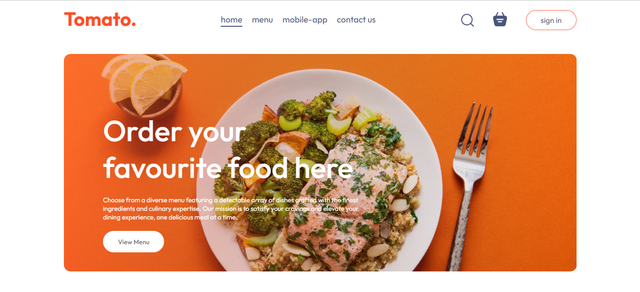 Tomato.
home menu mobile-app contact us
sign in
Order your
favourite food here
Choose from a diverse menu featuring a delectable array of dishes crafted with the finest
ingredients and culinary expertise. Our mission is to satisfy your cravings and elevate your
dining experience, one delicious meal at a time.
View Menu